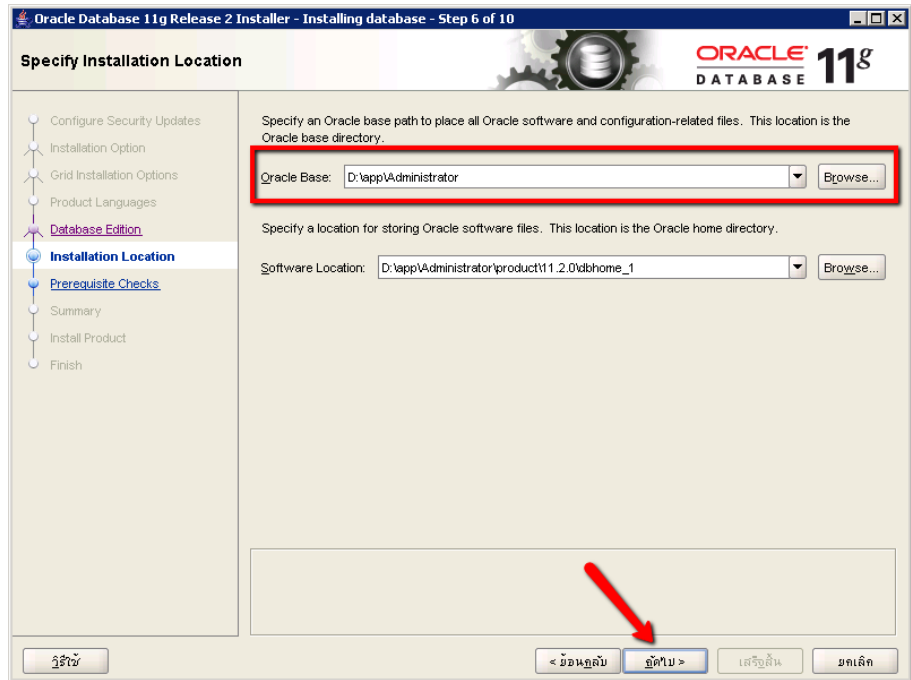 Oracle Database 11g Release 2 Installer - Installing database - Step 6 of 10
Specify Installation Location
ORACLE
DATABASE
11g
Configure Security Updates
Installation Option
Grid Installation Options
Product Languages
Database Edition
Installation Location
Prerequisite Checks
Summary
Install Product
Finish
Specify an Oracle base path to place all Oracle software and configuration-related files. This location is the
Oracle base directory.
Oracle Base: D:\app\Administrator Browse...
Specify a location for storing Oracle software files. This location is the Oracle home directory.
Software Location: D:\app\Administrator\product\11.2.0\dbhome_1 Browse...
วิธีใช้ < ย้อนกลับ ถัดไป > เสร็จสิ้น ยกเลิก